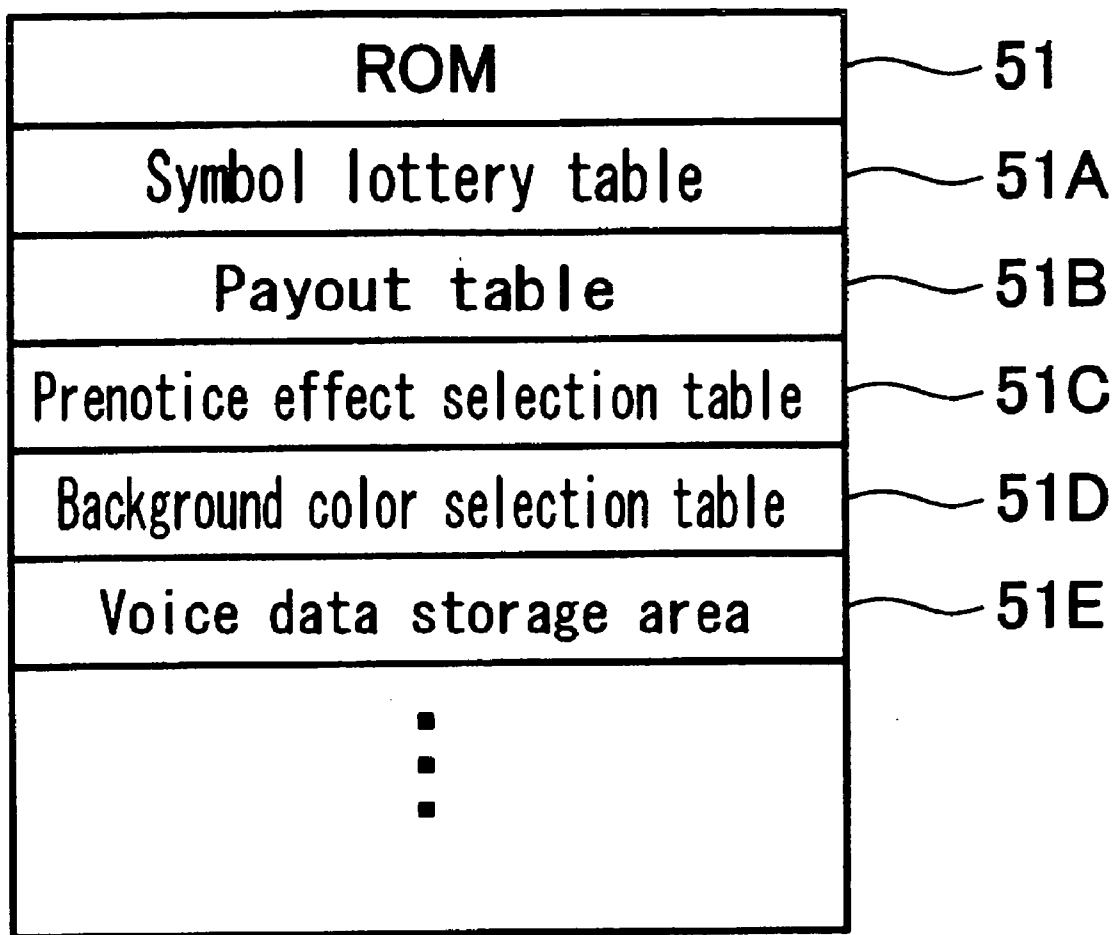 ROM 51
Symbol lottery table 51A
Payout table 51B
Prenotice effect selection table 51C
Background color selection table 51D
Voice data storage area 51E